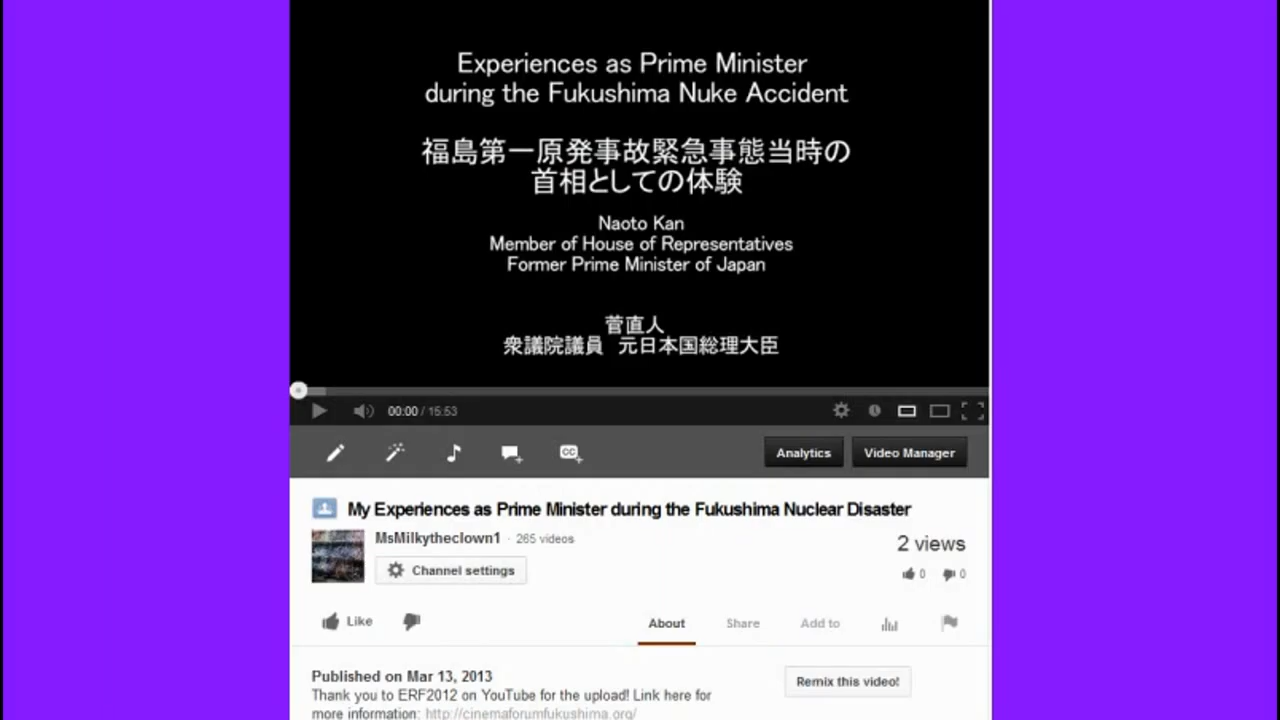 Experiences as Prime Minister
during the Fukushima Nuke Accident
福島第一原発事故緊急事態当時の
首相としての体験
Naoto Kan
Member of House of Representatives
Former Prime Minister of Japan
菅直人
衆議院議員 元日本国総理大臣
00:00 / 15:53
CC
Analytics
Video Manager
My Experiences as Prime Minister during the Fukushima Nuclear Disaster
MsMilkytheclown1 · 265 videos
2 views
Channel settings
0 0
Like
About
Share
Add to
Published on Mar 13, 2013
Remix this video!
Thank you to ERF2012 on YouTube for the upload! Link here for
more information: http://cinemaforumfukushima.org/